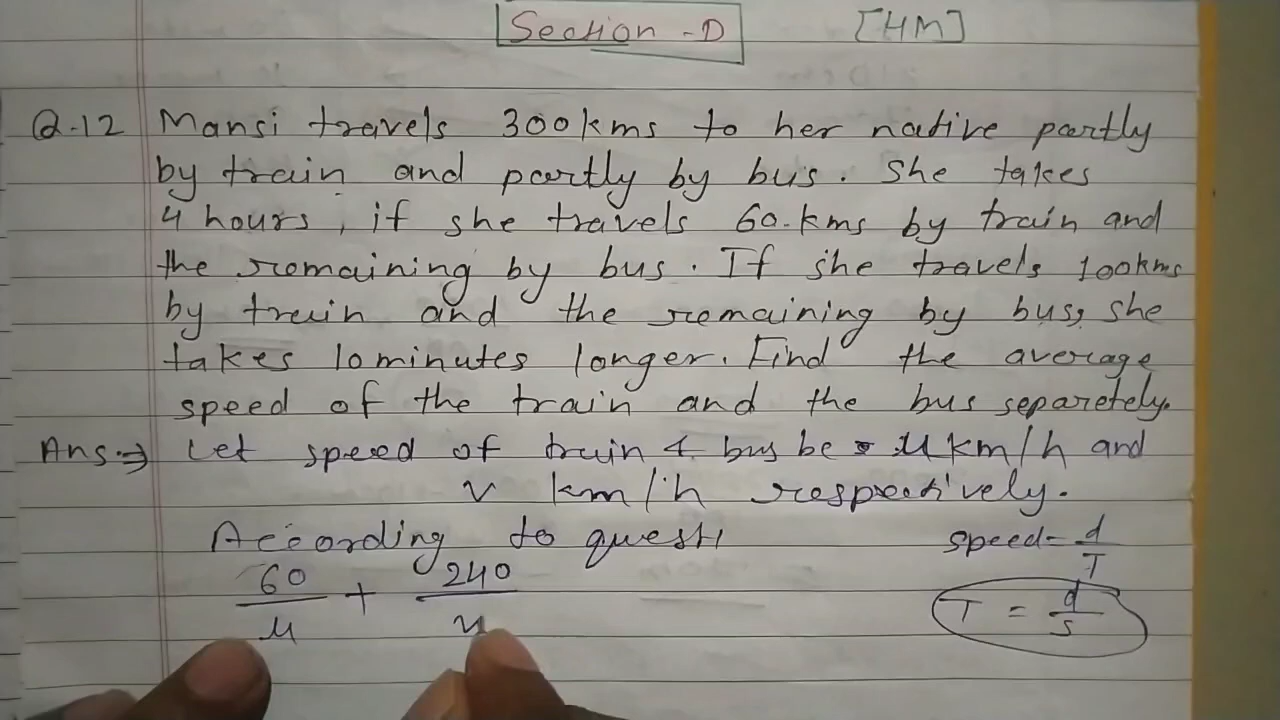 Section - D [4M]
Q.12 Mansi travels 300kms to her native partly
by train and partly by bus. She takes
4 hours, if she travels 60.kms by train and
the remaining by bus. If she travels 100kms
by train and the remaining by bus, she
takes 10minutes longer. Find the average
speed of the train and the bus separetely.
Ans.⇒ Let speed of train & bus be u km/h and
v km/h respectively.
According to questi
speed = d/T
60/u + 240/v
T = d/s